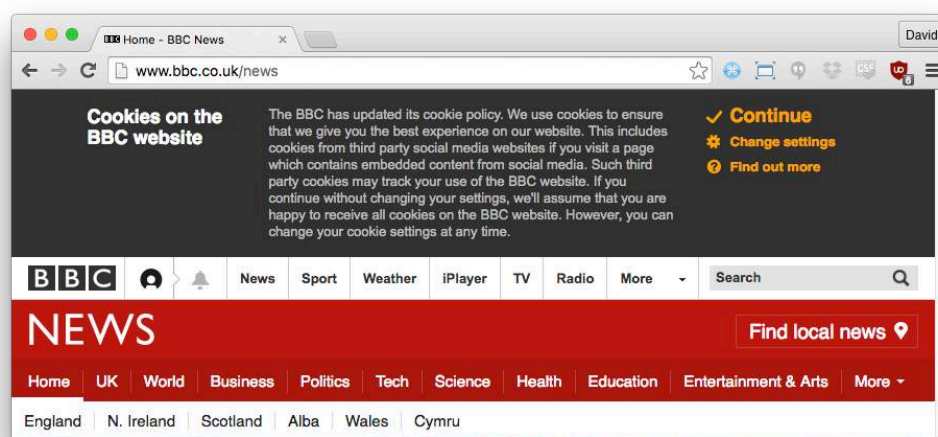 BBC Home - BBC News
David
www.bbc.co.uk/news
CSS
UD
6
Cookies on the
BBC website
The BBC has updated its cookie policy. We use cookies to ensure
that we give you the best experience on our website. This includes
cookies from third party social media websites if you visit a page
which contains embedded content from social media. Such third
party cookies may track your use of the BBC website. If you
continue without changing your settings, we'll assume that you are
happy to receive all cookies on the BBC website. However, you can
change your cookie settings at any time.
Continue
Change settings
Find out more
BBC News Sport Weather iPlayer TV Radio More Search
NEWS
Find local news
Home UK World Business Politics Tech Science Health Education Entertainment & Arts More
England N. Ireland Scotland Alba Wales Cymru